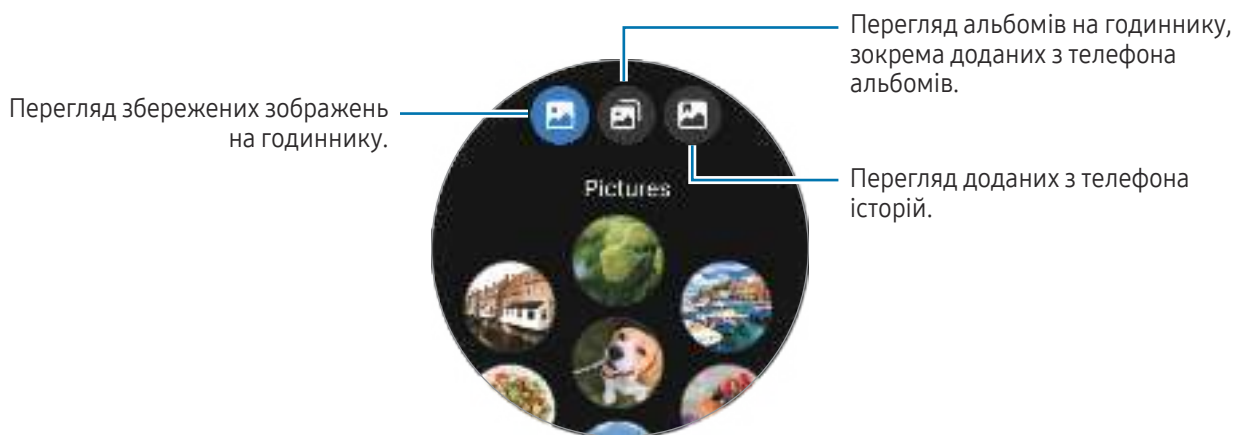 Перегляд альбомів на годиннику,
зокрема доданих з телефона
альбомів.
Перегляд збережених зображень
на годиннику.
Pictures
Перегляд доданих з телефона
історій.